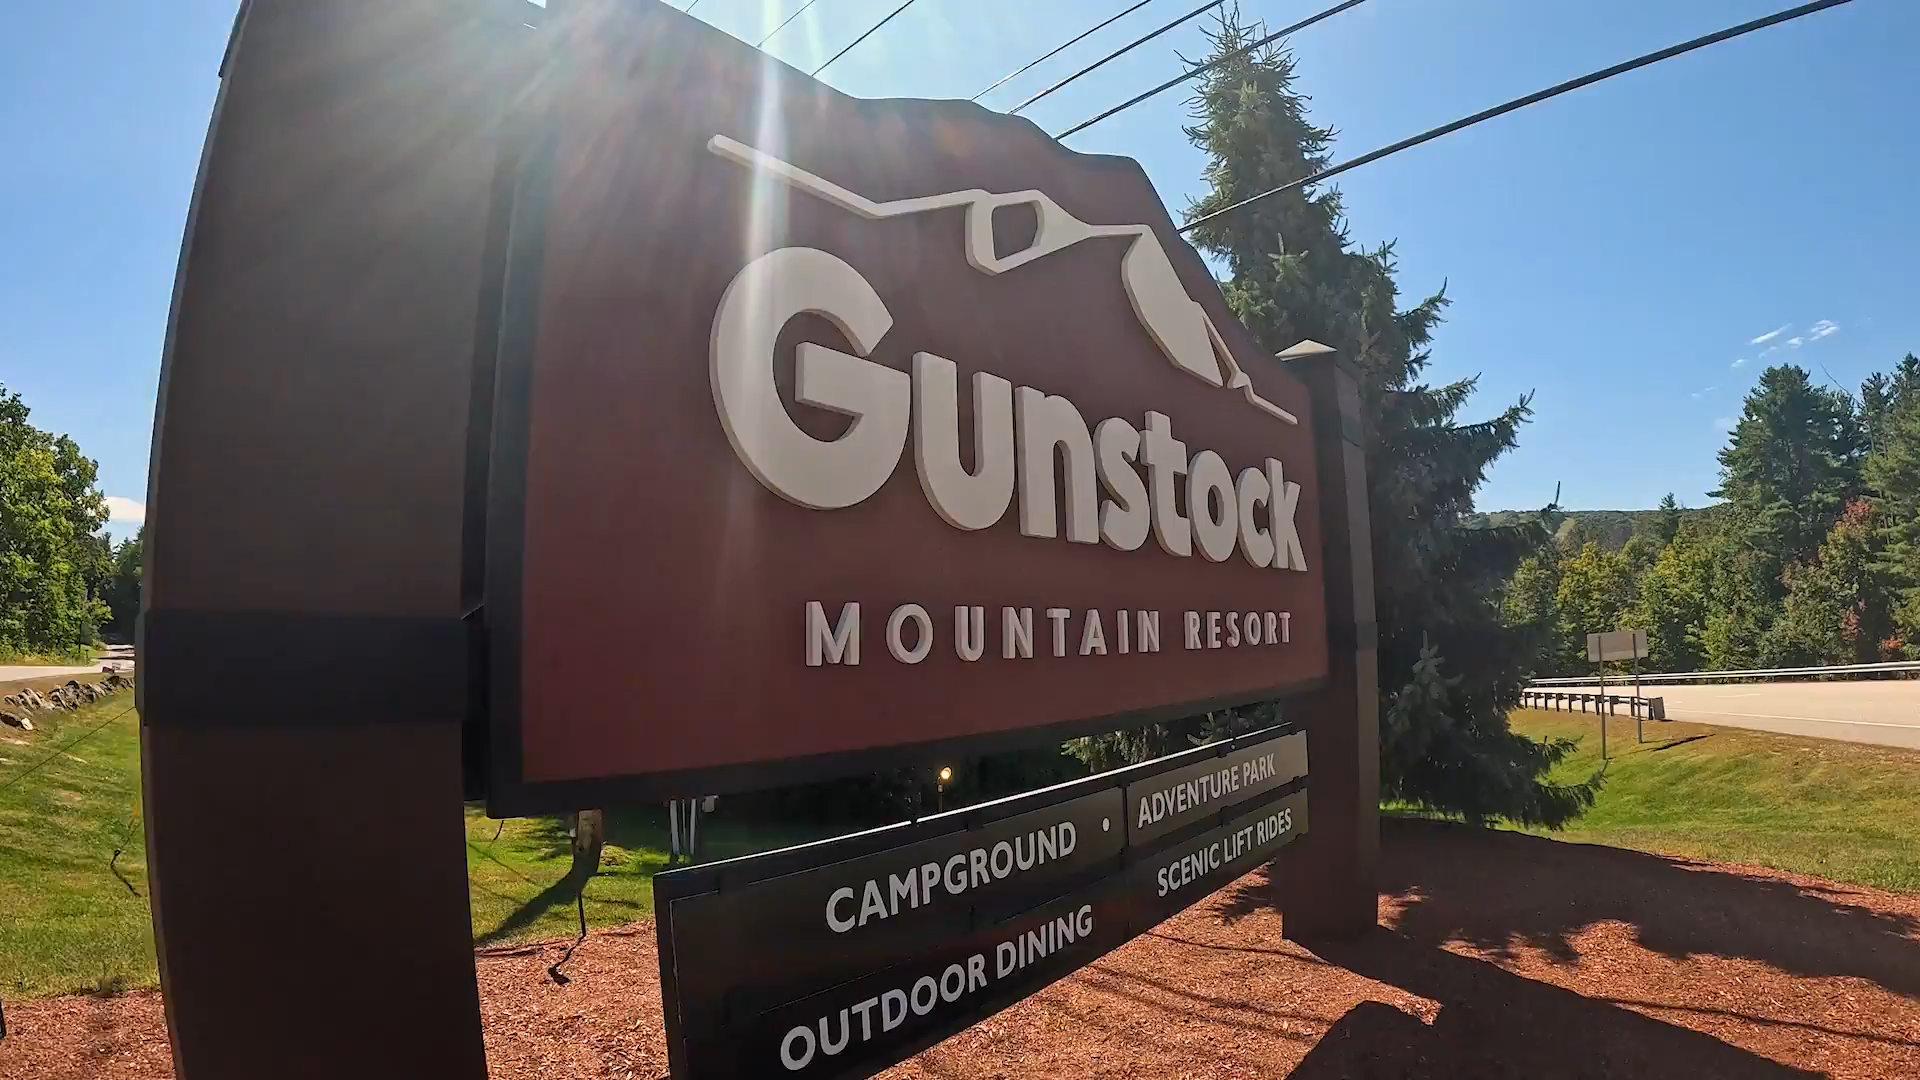 Gunstock
MOUNTAIN RESORT
CAMPGROUND • ADVENTURE PARK
OUTDOOR DINING SCENIC LIFT RIDES